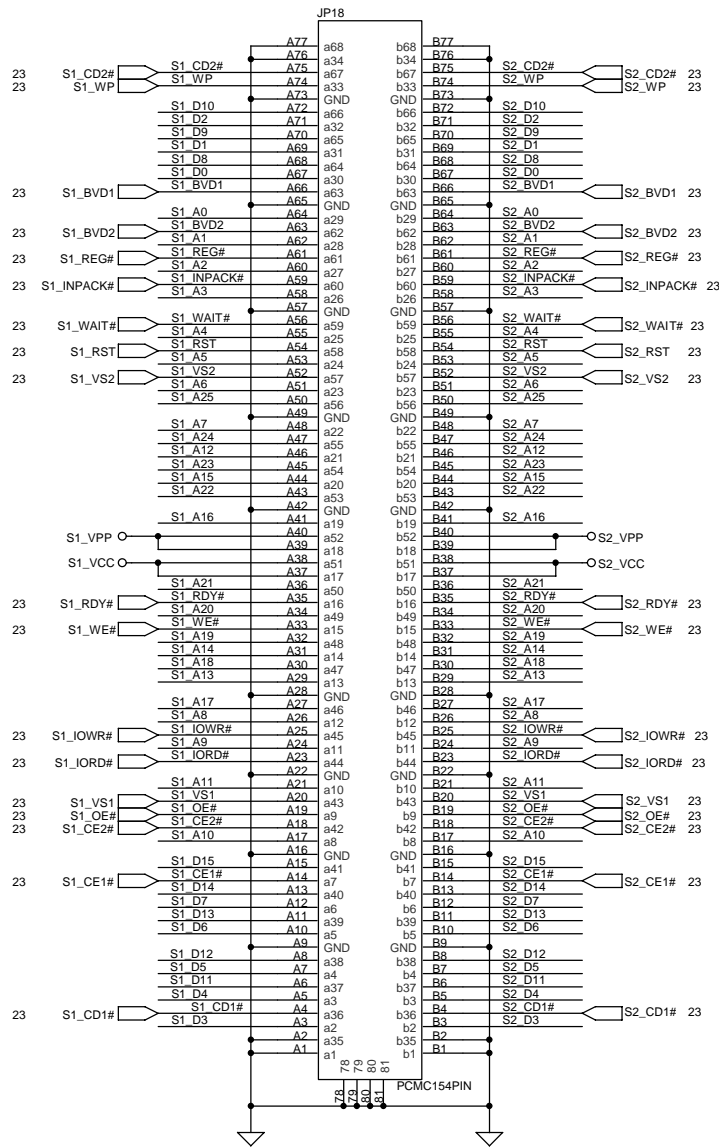 JP18
A77 a68 b68 B77
A76 a34 b34 B76
23 S1_CD2# S1_CD2# A75 a67 b67 B75 S2_CD2# S2_CD2# 23
23 S1_WP S1_WP A74 a33 b33 B74 S2_WP S2_WP 23
A73 GND GND B73
S1_D10 A72 a66 b66 B72 S2_D10
S1_D2 A71 a32 b32 B71 S2_D2
S1_D9 A70 a65 b65 B70 S2_D9
S1_D1 A69 a31 b31 B69 S2_D1
S1_D8 A68 a64 b64 B68 S2_D8
S1_D0 A67 a30 b30 B67 S2_D0
23 S1_BVD1 S1_BVD1 A66 a63 b63 B66 S2_BVD1 S2_BVD1 23
A65 GND GND B65
S1_A0 A64 a29 b29 B64 S2_A0
23 S1_BVD2 S1_BVD2 A63 a62 b62 B63 S2_BVD2 S2_BVD2 23
S1_A1 A62 a28 b28 B62 S2_A1
23 S1_REG# S1_REG# A61 a61 b61 B61 S2_REG# S2_REG# 23
S1_A2 A60 a27 b27 B60 S2_A2
23 S1_INPACK# S1_INPACK# A59 a60 b60 B59 S2_INPACK# S2_INPACK# 23
S1_A3 A58 a26 b26 B58 S2_A3
A57 GND GND B57
23 S1_WAIT# S1_WAIT# A56 a59 b59 B56 S2_WAIT# S2_WAIT# 23
S1_A4 A55 a25 b25 B55 S2_A4
23 S1_RST S1_RST A54 a58 b58 B54 S2_RST S2_RST 23
S1_A5 A53 a24 b24 B53 S2_A5
23 S1_VS2 S1_VS2 A52 a57 b57 B52 S2_VS2 S2_VS2 23
S1_A6 A51 a23 b23 B51 S2_A6
S1_A25 A50 a56 b56 B50 S2_A25
A49 GND GND B49
S1_A7 A48 a22 b22 B48 S2_A7
S1_A24 A47 a55 b55 B47 S2_A24
S1_A12 A46 a21 b21 B46 S2_A12
S1_A23 A45 a54 b54 B45 S2_A23
S1_A15 A44 a20 b20 B44 S2_A15
S1_A22 A43 a53 b53 B43 S2_A22
A42 GND GND B42
S1_A16 A41 a19 b19 B41 S2_A16
S1_VPP A40 a52 b52 B40 S2_VPP
A39 a18 b18 B39
S1_VCC A38 a51 b51 B38 S2_VCC
A37 a17 b17 B37
S1_A21 A36 a50 b50 B36 S2_A21
23 S1_RDY# S1_RDY# A35 a16 b16 B35 S2_RDY# S2_RDY# 23
S1_A20 A34 a49 b49 B34 S2_A20
23 S1_WE# S1_WE# A33 a15 b15 B33 S2_WE# S2_WE# 23
S1_A19 A32 a48 b48 B32 S2_A19
S1_A14 A31 a14 b14 B31 S2_A14
S1_A18 A30 a47 b47 B30 S2_A18
S1_A13 A29 a13 b13 B29 S2_A13
A28 GND GND B28
S1_A17 A27 a46 b46 B27 S2_A17
S1_A8 A26 a12 b12 B26 S2_A8
23 S1_IOWR# S1_IOWR# A25 a45 b45 B25 S2_IOWR# S2_IOWR# 23
S1_A9 A24 a11 b11 B24 S2_A9
23 S1_IORD# S1_IORD# A23 a44 b44 B23 S2_IORD# S2_IORD# 23
A22 GND GND B22
S1_A11 A21 a10 b10 B21 S2_A11
23 S1_VS1 S1_VS1 A20 a43 b43 B20 S2_VS1 S2_VS1 23
23 S1_OE# S1_OE# A19 a9 b9 B19 S2_OE# S2_OE# 23
23 S1_CE2# S1_CE2# A18 a42 b42 B18 S2_CE2# S2_CE2# 23
S1_A10 A17 a8 b8 B17 S2_A10
A16 GND GND B16
S1_D15 A15 a41 b41 B15 S2_D15
23 S1_CE1# S1_CE1# A14 a7 b7 B14 S2_CE1# S2_CE1# 23
S1_D14 A13 a40 b40 B13 S2_D14
S1_D7 A12 a6 b6 B12 S2_D7
S1_D13 A11 a39 b39 B11 S2_D13
S1_D6 A10 a5 b5 B10 S2_D6
A9 GND GND B9
S1_D12 A8 a38 b38 B8 S2_D12
S1_D5 A7 a4 b4 B7 S2_D5
S1_D11 A6 a37 b37 B6 S2_D11
S1_D4 A5 a3 b3 B5 S2_D4
23 S1_CD1# S1_CD1# A4 a36 b36 B4 S2_CD1# S2_CD1# 23
S1_D3 A3 a2 b2 B3 S2_D3
A2 a35 b35 B2
A1 a1 b1 B1
78 79 80 81
PCMC154PIN
78 79 80 81